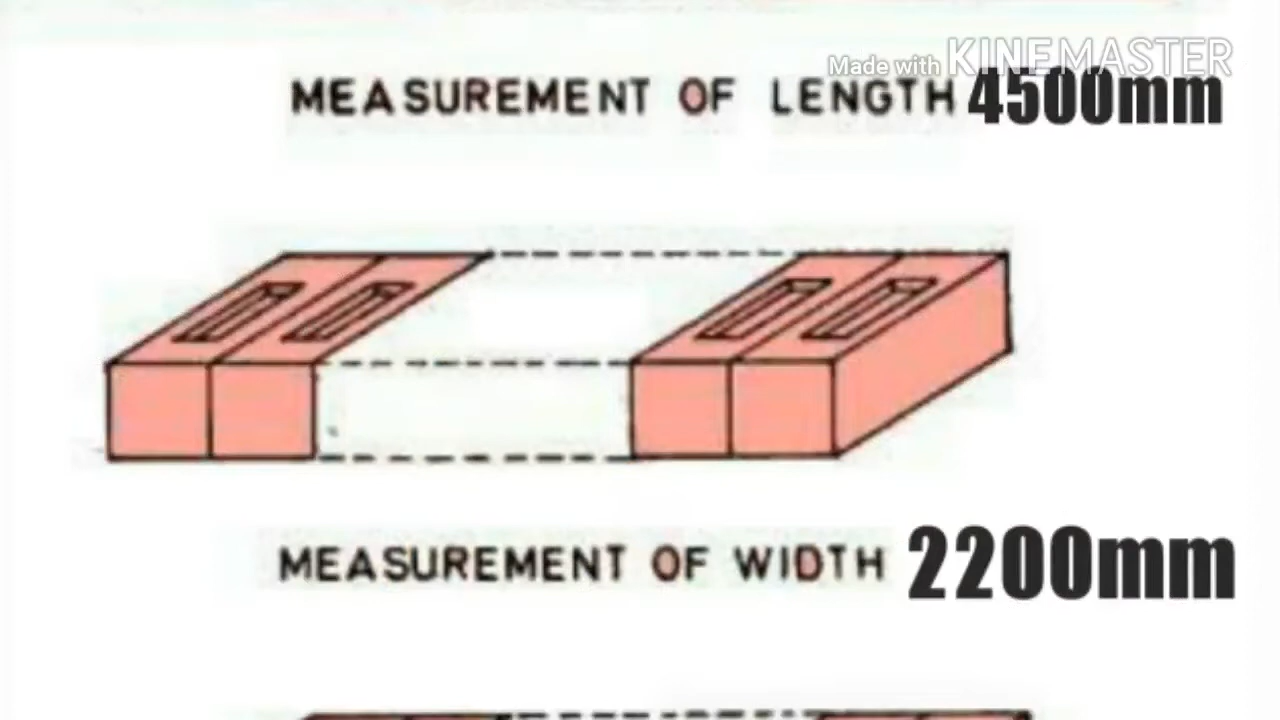 Made with KINEMASTER
MEASUREMENT OF LENGTH 4500mm
MEASUREMENT OF WIDTH 2200mm